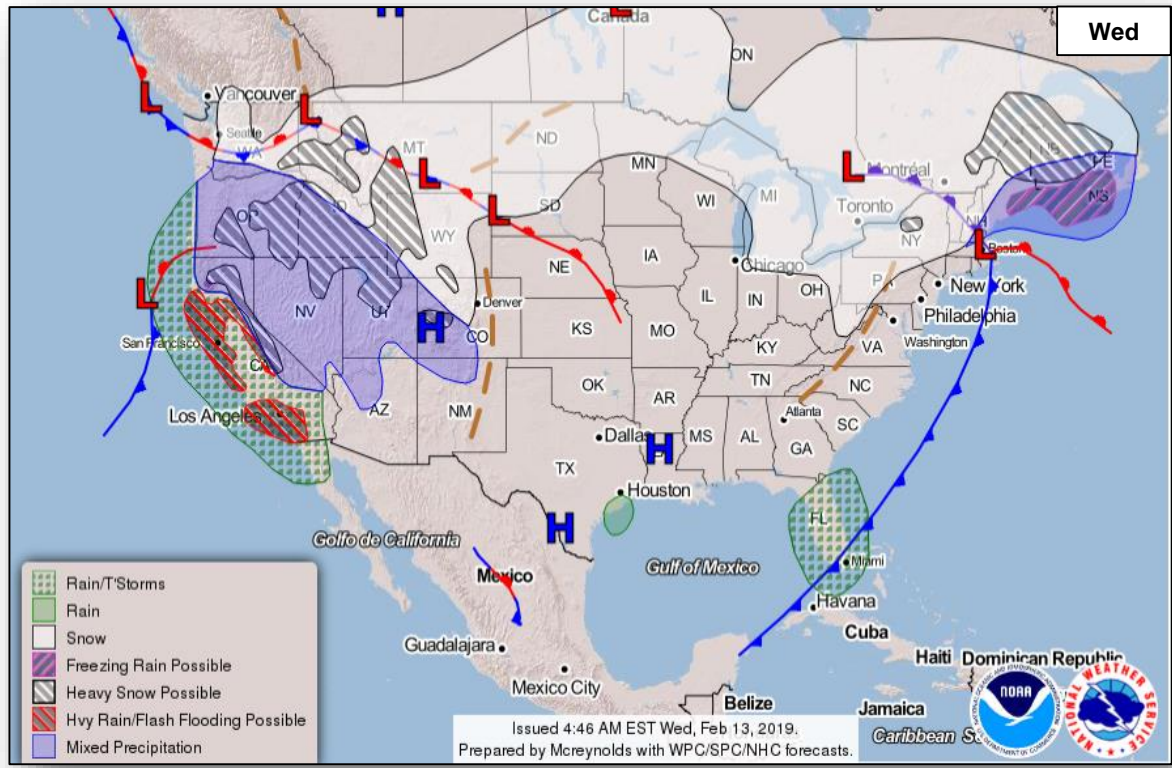 Wed
H
L
Canada
ON
L
Vancouver
L
Seattle
WA
MT
ND
MN
L
Montréal
NB
PE
NS
L
OR
ID
SD
WI
MI
Toronto
NH
L
WY
NY
Boston
NE
IA
Chicago
L
Denver
OH
PA
New York
NV
UT
IL
IN
Philadelphia
H
CO
KS
MO
San Francisco
KY
VA
Washington
CA
OK
TN
NC
Los Angeles
AZ
NM
AR
Atlanta
SC
Dallas
H
MS
AL
GA
TX
Houston
FL
H
Golfo de California
Gulf of Mexico
Miami
Mexico
Havana
Cuba
Guadalajara
Haiti
Dominican Republic
Mexico City
Belize
Jamaica
Caribbean S
Rain/T'Storms
Rain
Snow
Freezing Rain Possible
Heavy Snow Possible
Hvy Rain/Flash Flooding Possible
Mixed Precipitation
Issued 4:46 AM EST Wed, Feb 13, 2019.
Prepared by Mcreynolds with WPC/SPC/NHC forecasts.
NOAA
NATIONAL WEATHER SERVICE